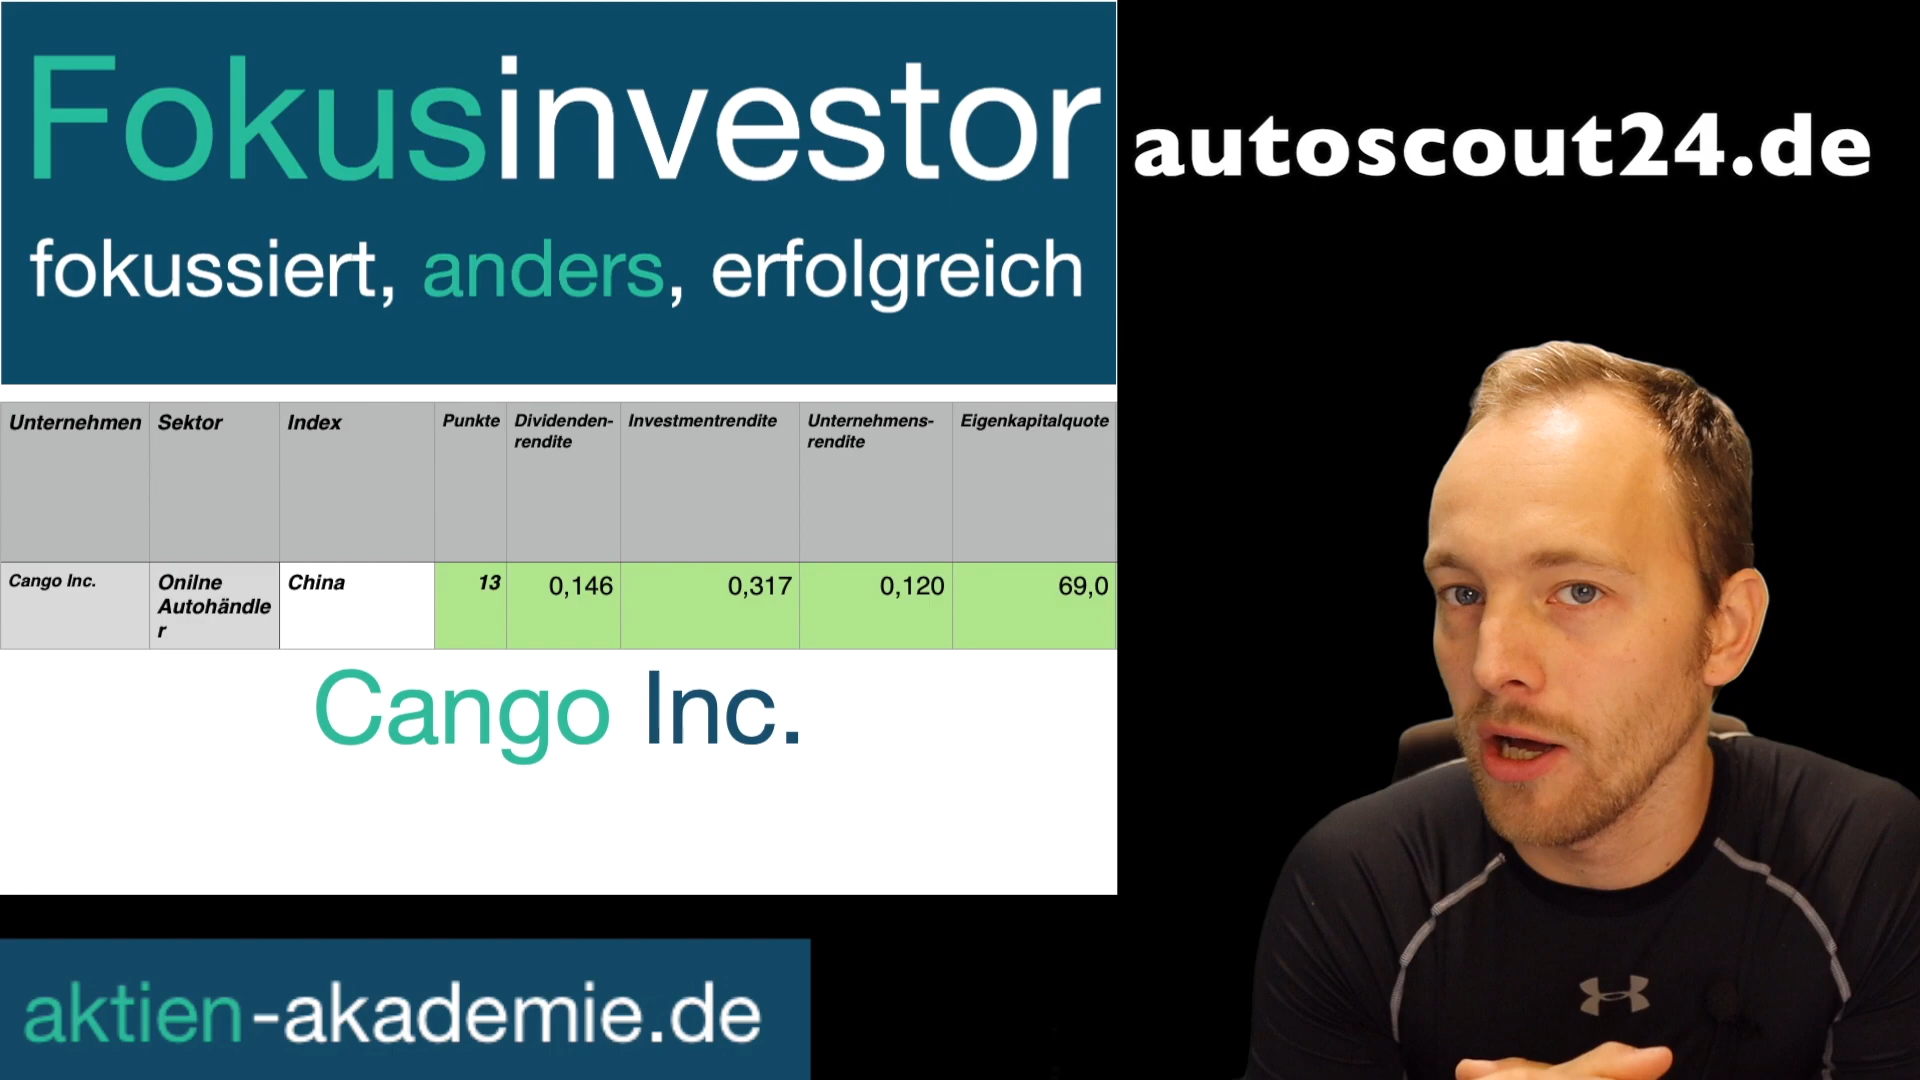 Fokusinvestor
fokussiert, anders, erfolgreich
autoscout24.de
Unternehmen Sektor Index Punkte Dividenden-rendite Investmentrendite Unternehmens-rendite Eigenkapitalquote
Cango Inc. Onilne Autohändler China 13 0,146 0,317 0,120 69,0
Cango Inc.
aktien-akademie.de